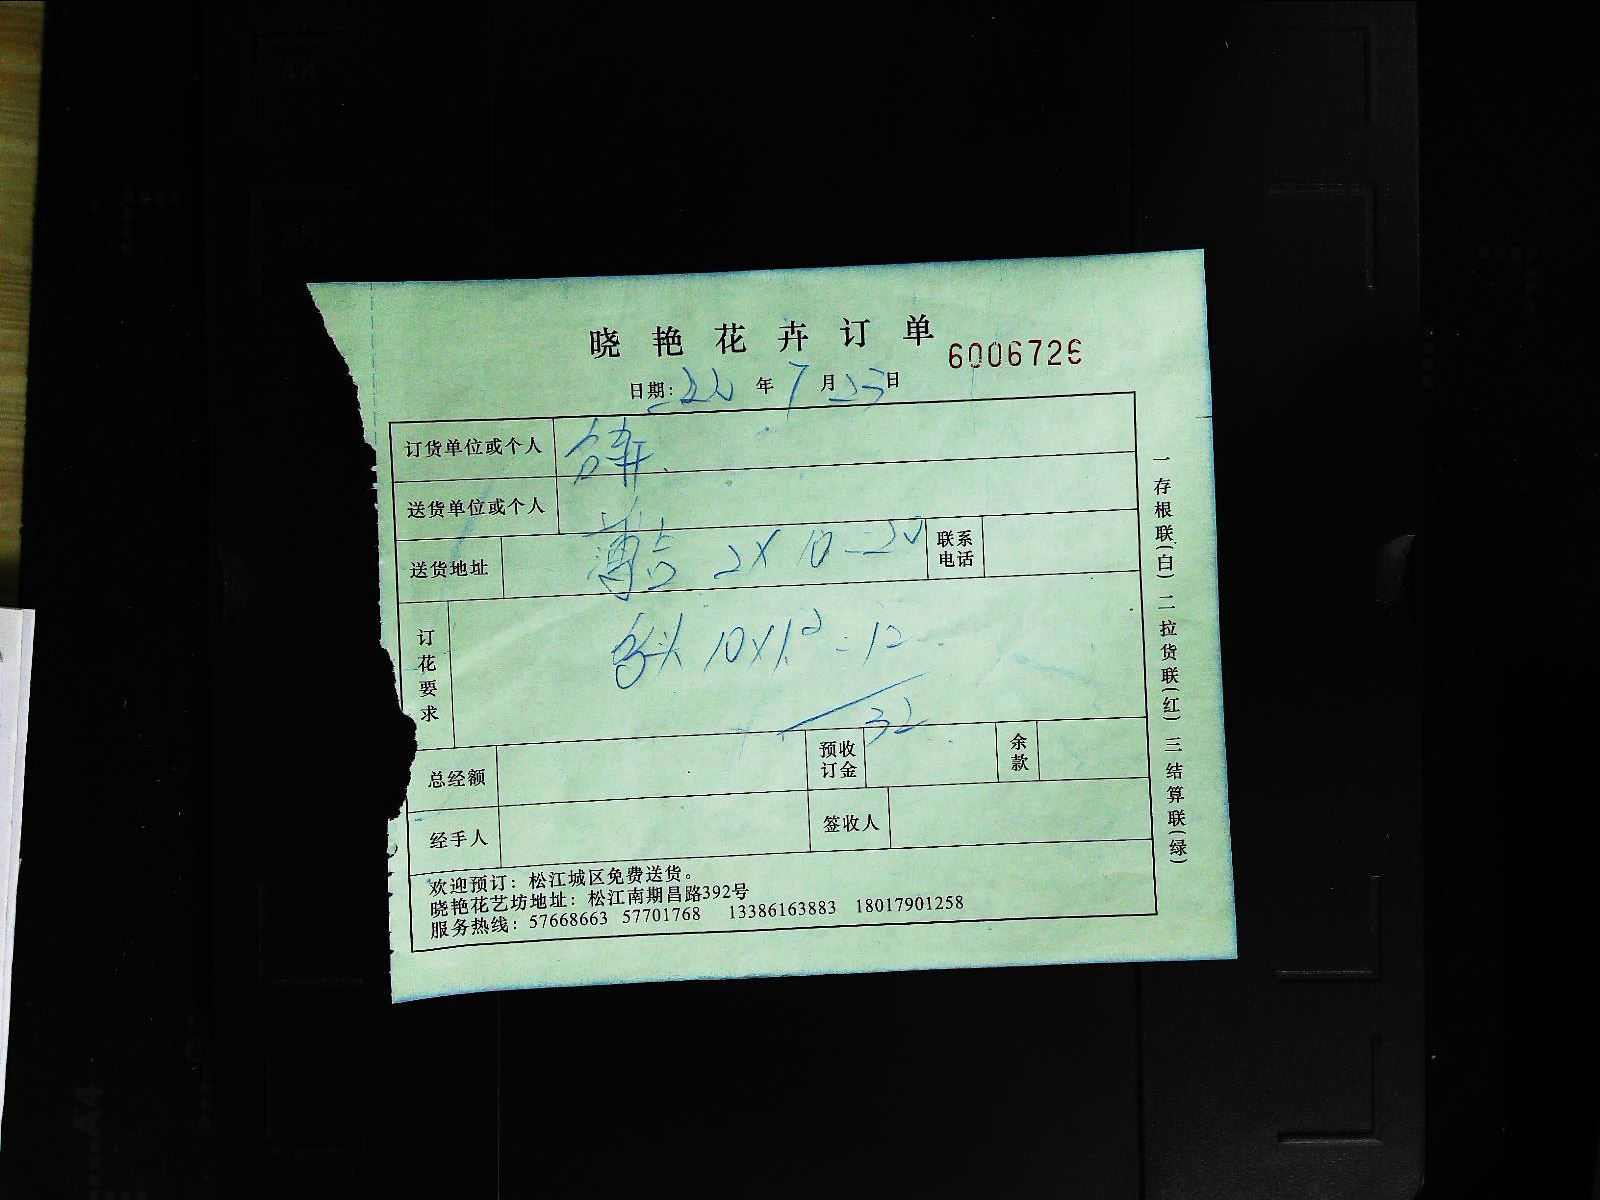 晓艳花卉订单 6006726
日期: 22 年 7 月 23 日
订货单位或个人
送货单位或个人
送货地址 2X10=20 联系电话
订花要求
10X1.2=12
32
总经额 预收订金 余款
经手人 签收人
欢迎预订：松江城区免费送货。
晓艳花艺坊地址：松江南期昌路392号
服务热线：57668663 57701768 13386163883 18017901258
一存根联(白) 二拉货联(红) 三结算联(绿)